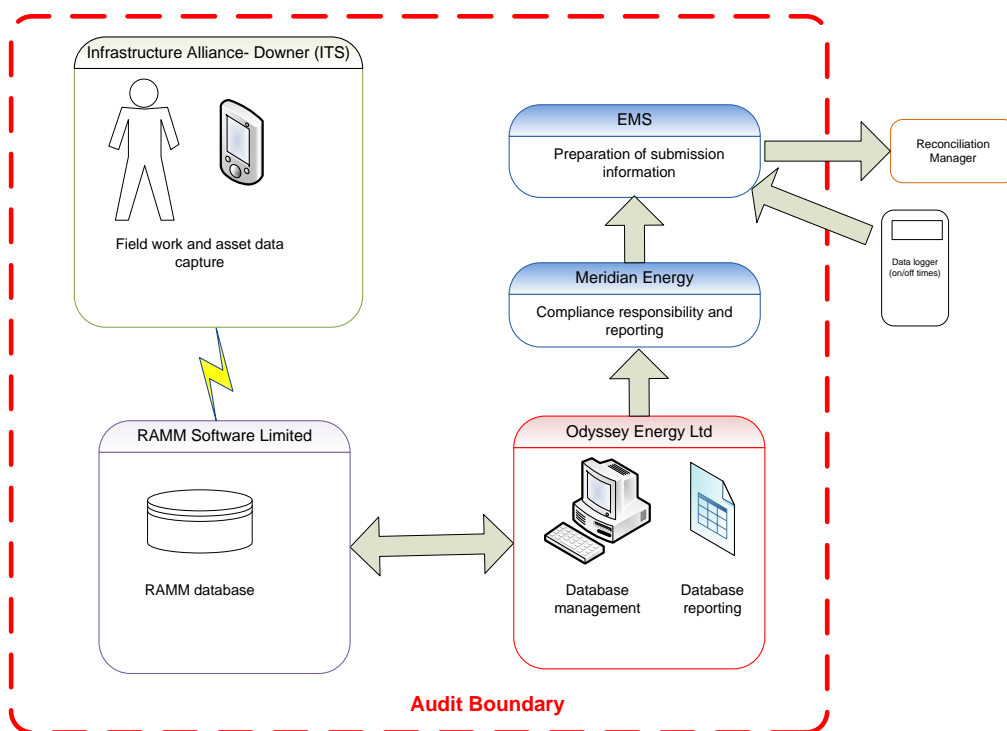 Infrastructure Alliance- Downer (ITS)
Field work and asset data
capture
EMS
Preparation of submission
information
Reconciliation
Manager
Data logger
(on/off times)
Meridian Energy
Compliance responsibility and
reporting
RAMM Software Limited
RAMM database
Odyssey Energy Ltd
Database
management
Database
reporting
Audit Boundary